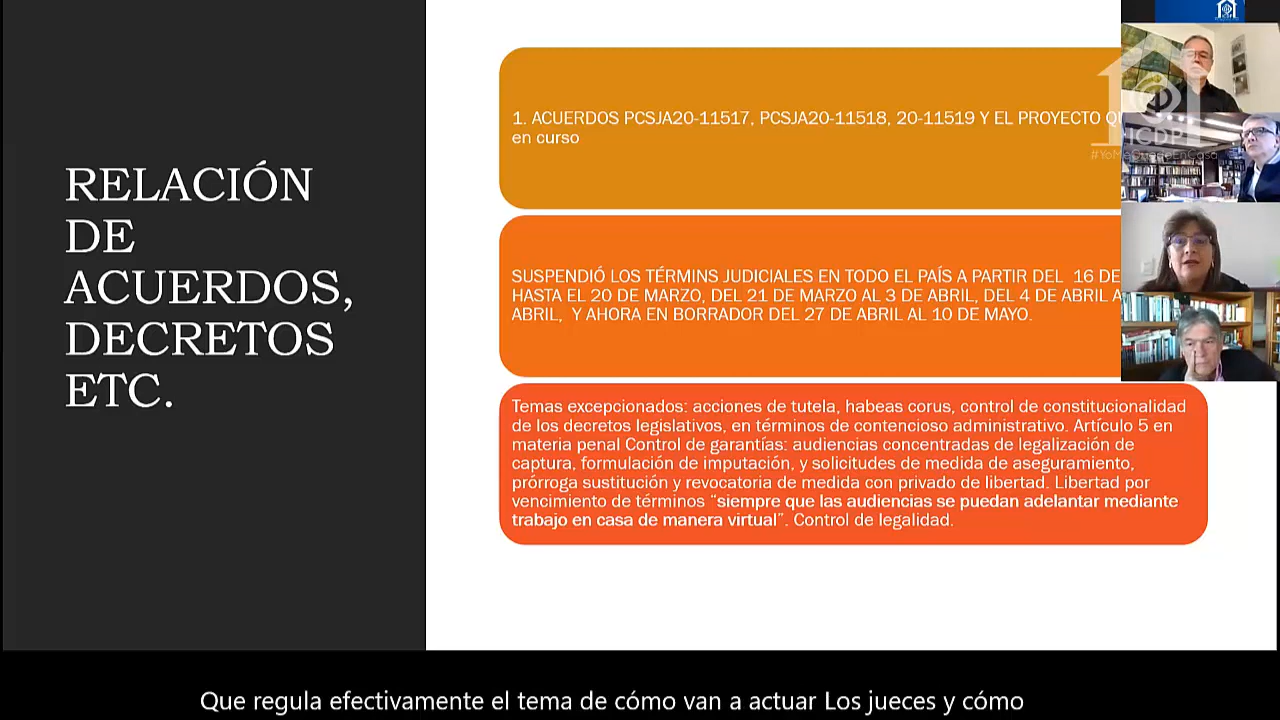 RELACIÓN
DE
ACUERDOS,
DECRETOS
ETC.
1. ACUERDOS PCSJA20-11517, PCSJA20-11518, 20-11519 Y EL PROYECTO
en curso
SUSPENDIÓ LOS TÉRMINS JUDICIALES EN TODO EL PAÍS A PARTIR DEL 16 DE
HASTA EL 20 DE MARZO, DEL 21 DE MARZO AL 3 DE ABRIL, DEL 4 DE ABRIL
ABRIL, Y AHORA EN BORRADOR DEL 27 DE ABRIL AL 10 DE MAYO.
Temas excepcionados: acciones de tutela, habeas corus, control de constitucionalidad
de los decretos legislativos, en términos de contencioso administrativo. Artículo 5 en
materia penal Control de garantías: audiencias concentradas de legalización de
captura, formulación de imputación, y solicitudes de medida de aseguramiento,
prórroga sustitución y revocatoria de medida con privado de libertad. Libertad por
vencimiento de términos “siempre que las audiencias se puedan adelantar mediante
trabajo en casa de manera virtual”. Control de legalidad.
ICDP
#YoMeQuedoEnCasa
Que regula efectivamente el tema de cómo van a actuar Los jueces y cómo